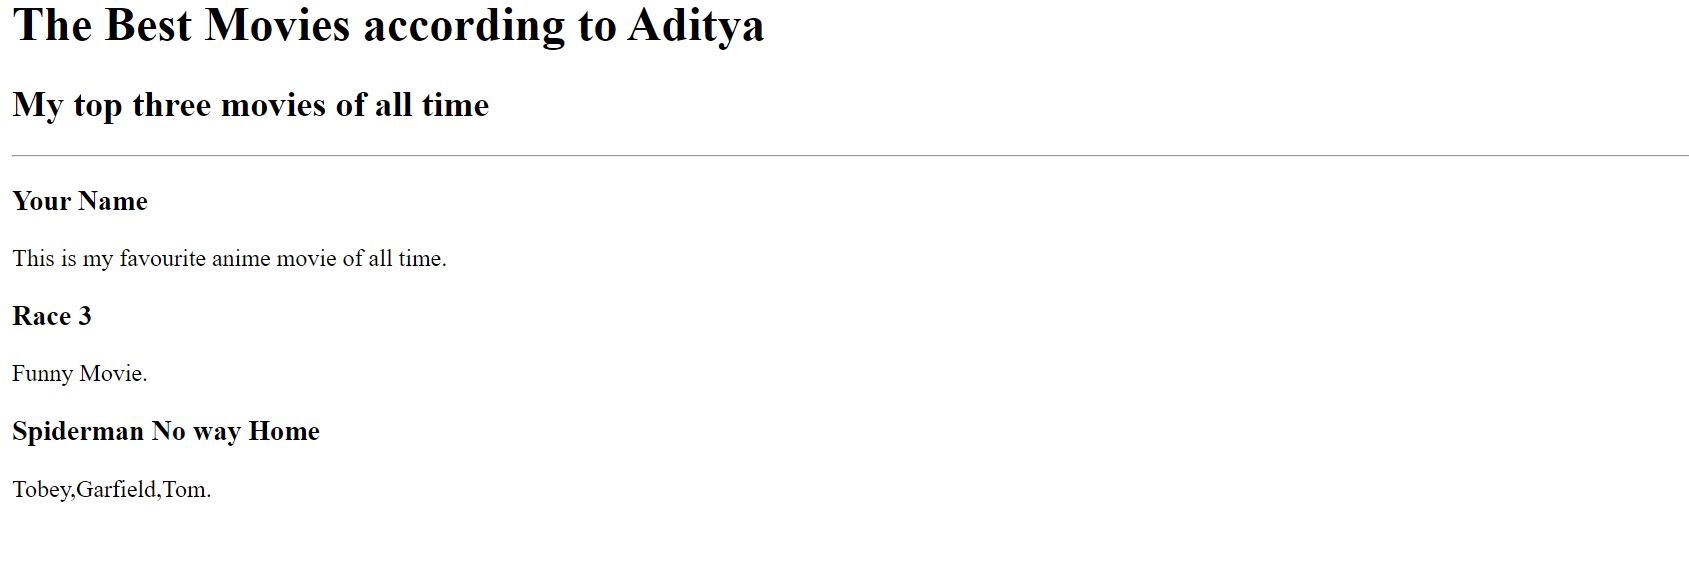 The Best Movies according to Aditya
My top three movies of all time
Your Name
This is my favourite anime movie of all time.
Race 3
Funny Movie.
Spiderman No way Home
Tobey,Garfield,Tom.